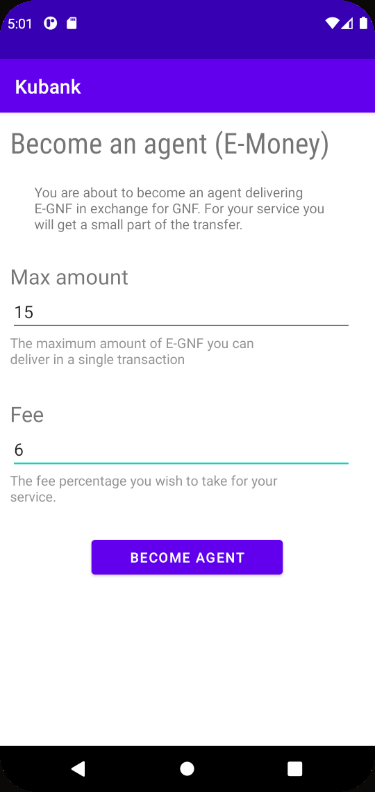 5:01
Kubank
Become an agent (E-Money)
You are about to become an agent delivering
E-GNF in exchange for GNF. For your service you
will get a small part of the transfer.
Max amount
15
The maximum amount of E-GNF you can
deliver in a single transaction
Fee
6
The fee percentage you wish to take for your
service.
BECOME AGENT